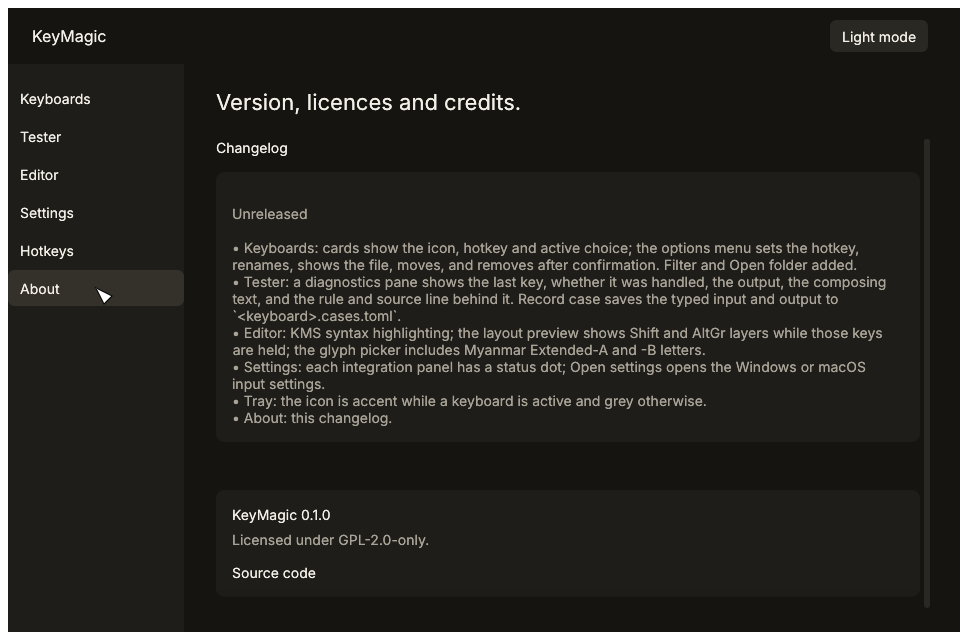 KeyMagic
Light mode
Keyboards
Tester
Editor
Settings
Hotkeys
About
Version, licences and credits.
Changelog
Unreleased
• Keyboards: cards show the icon, hotkey and active choice; the options menu sets the hotkey,
renames, shows the file, moves, and removes after confirmation. Filter and Open folder added.
• Tester: a diagnostics pane shows the last key, whether it was handled, the output, the composing
text, and the rule and source line behind it. Record case saves the typed input and output to
`<keyboard>.cases.toml`.
• Editor: KMS syntax highlighting; the layout preview shows Shift and AltGr layers while those keys
are held; the glyph picker includes Myanmar Extended-A and -B letters.
• Settings: each integration panel has a status dot; Open settings opens the Windows or macOS
input settings.
• Tray: the icon is accent while a keyboard is active and grey otherwise.
• About: this changelog.
KeyMagic 0.1.0
Licensed under GPL-2.0-only.
Source code